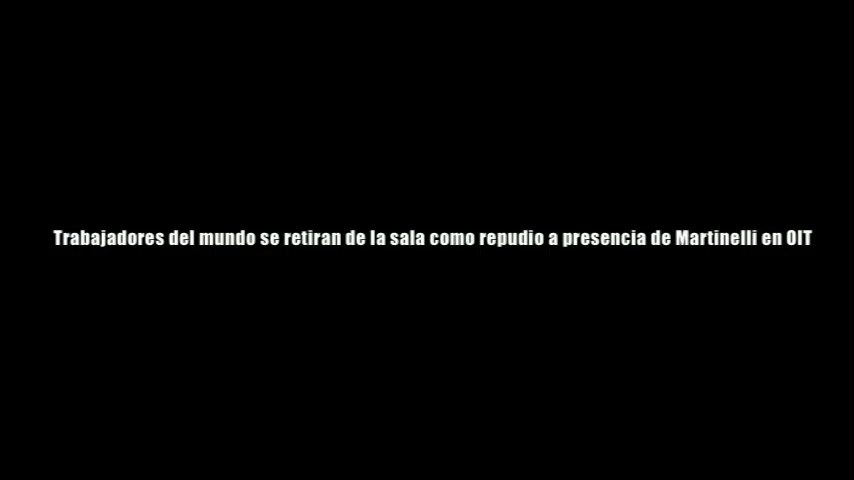 Trabajadores del mundo se retiran de la sala como repudio a presencia de Martinelli en OIT